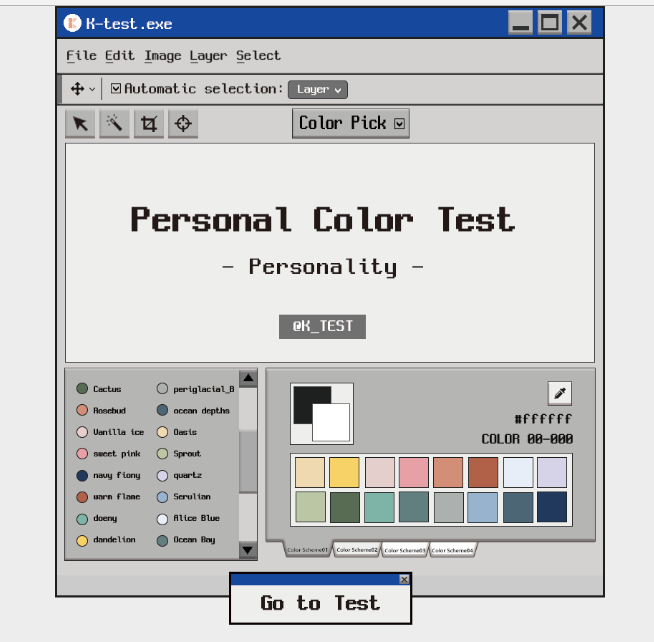 K-test.exe
File Edit Image Layer Select
Automatic selection: Layer
Color Pick
Personal Color Test
- Personality -
@K_TEST
Cactus periglacial_B
Rosebud ocean depths
Vanilla ice Oasis
sweet pink Sprout
navy fiony quartz
warm flame Serulian
doeny Alice Blue
dandelion Ocean Bay
#ffffff
COLOR 00-000
Color Scheme01 Color Scheme02 Color Scheme03 Color Scheme04
Go to Test